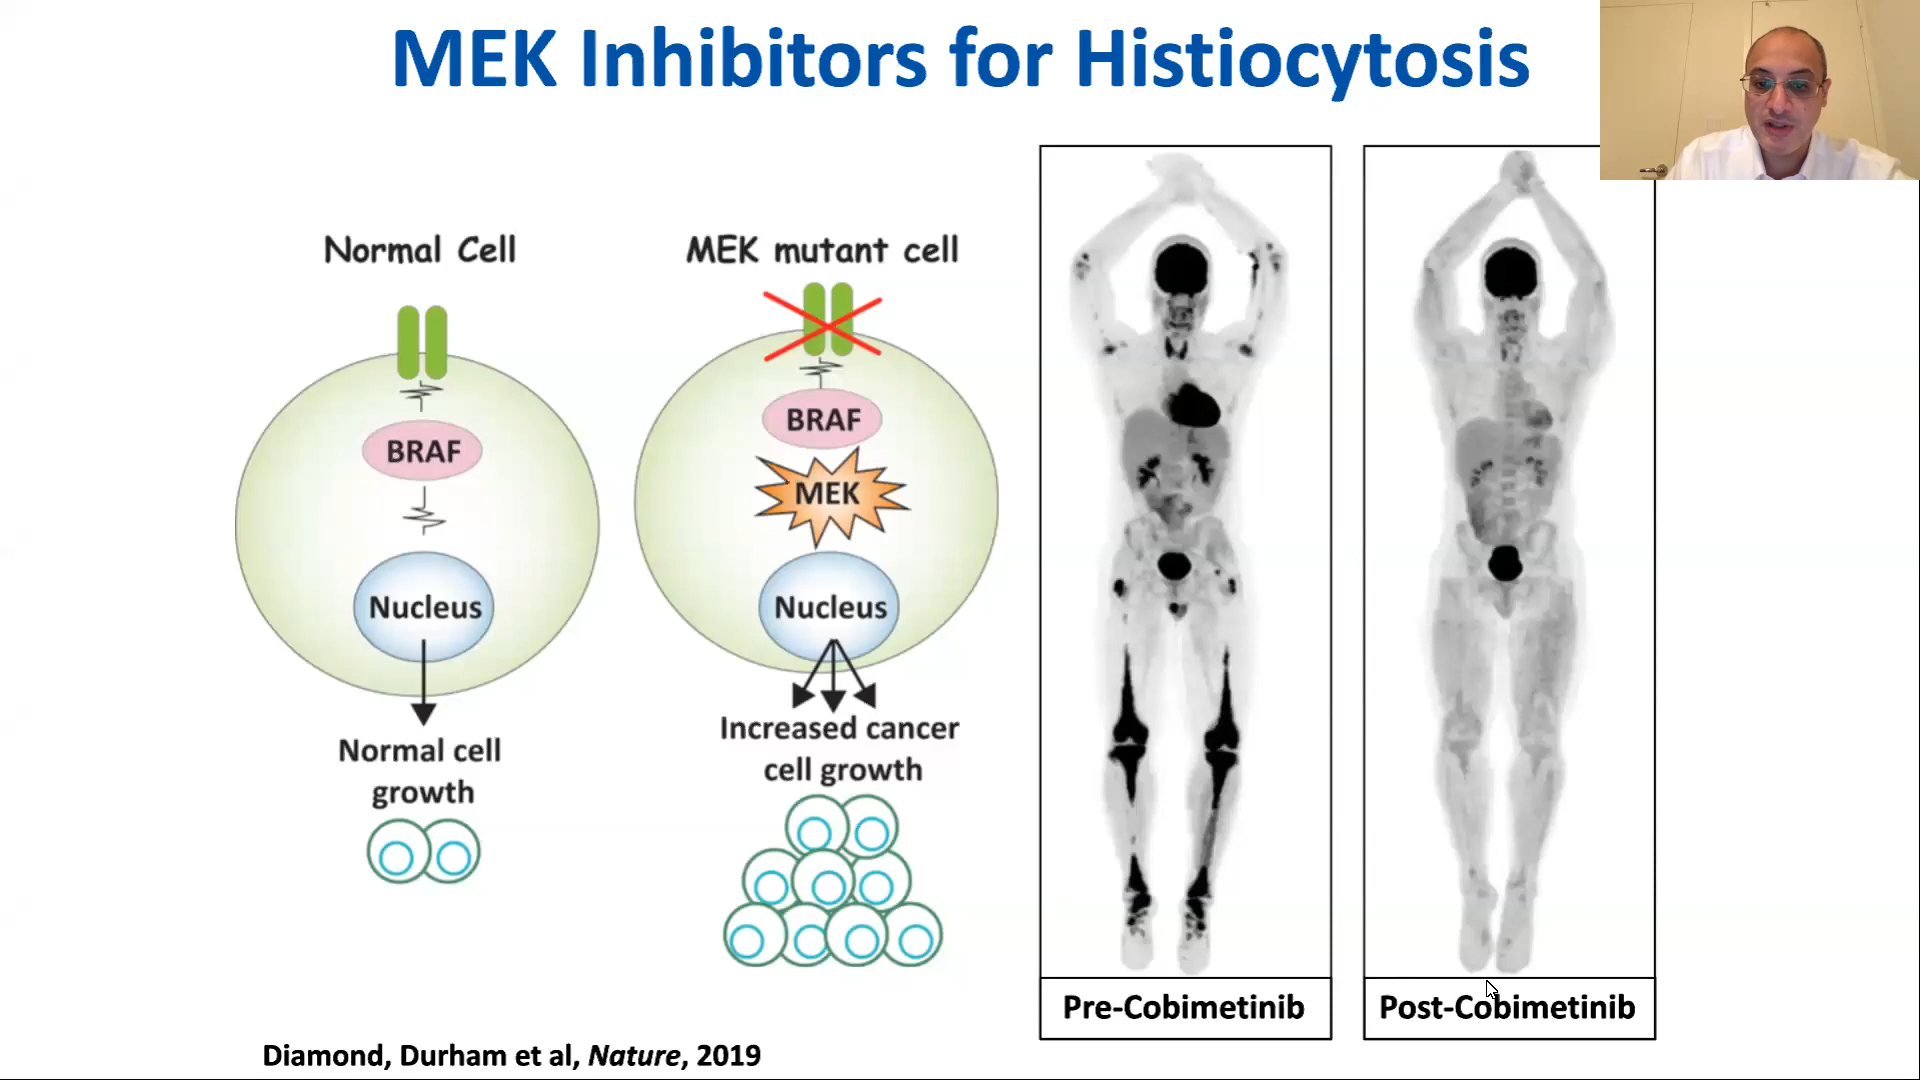 MEK Inhibitors for Histiocytosis
Normal Cell
BRAF
Nucleus
Normal cell
growth
MEK mutant cell
BRAF
MEK
Nucleus
Increased cancer
cell growth
Pre-Cobimetinib
Post-Cobimetinib
Diamond, Durham et al, Nature, 2019